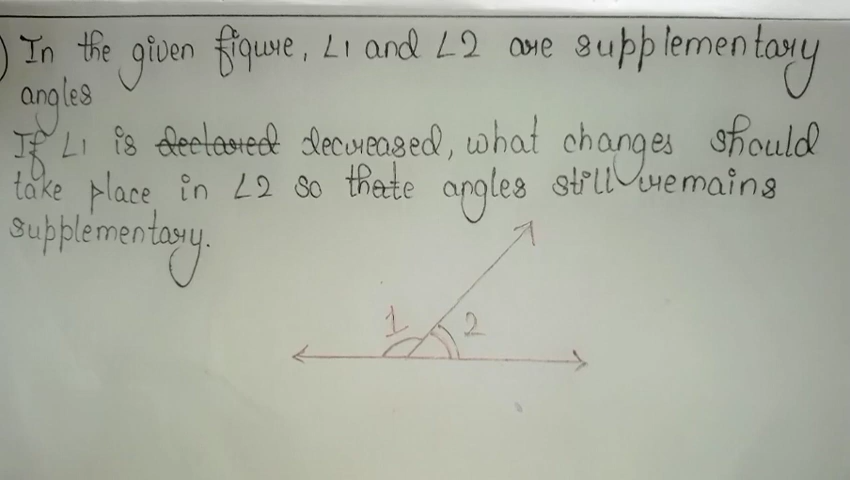 ) In the given figure, ∠1 and ∠2 are supplementary
angles
If ∠1 is declared decreased, what changes should
take place in ∠2 so thate angles still remains
supplementary.
1 2